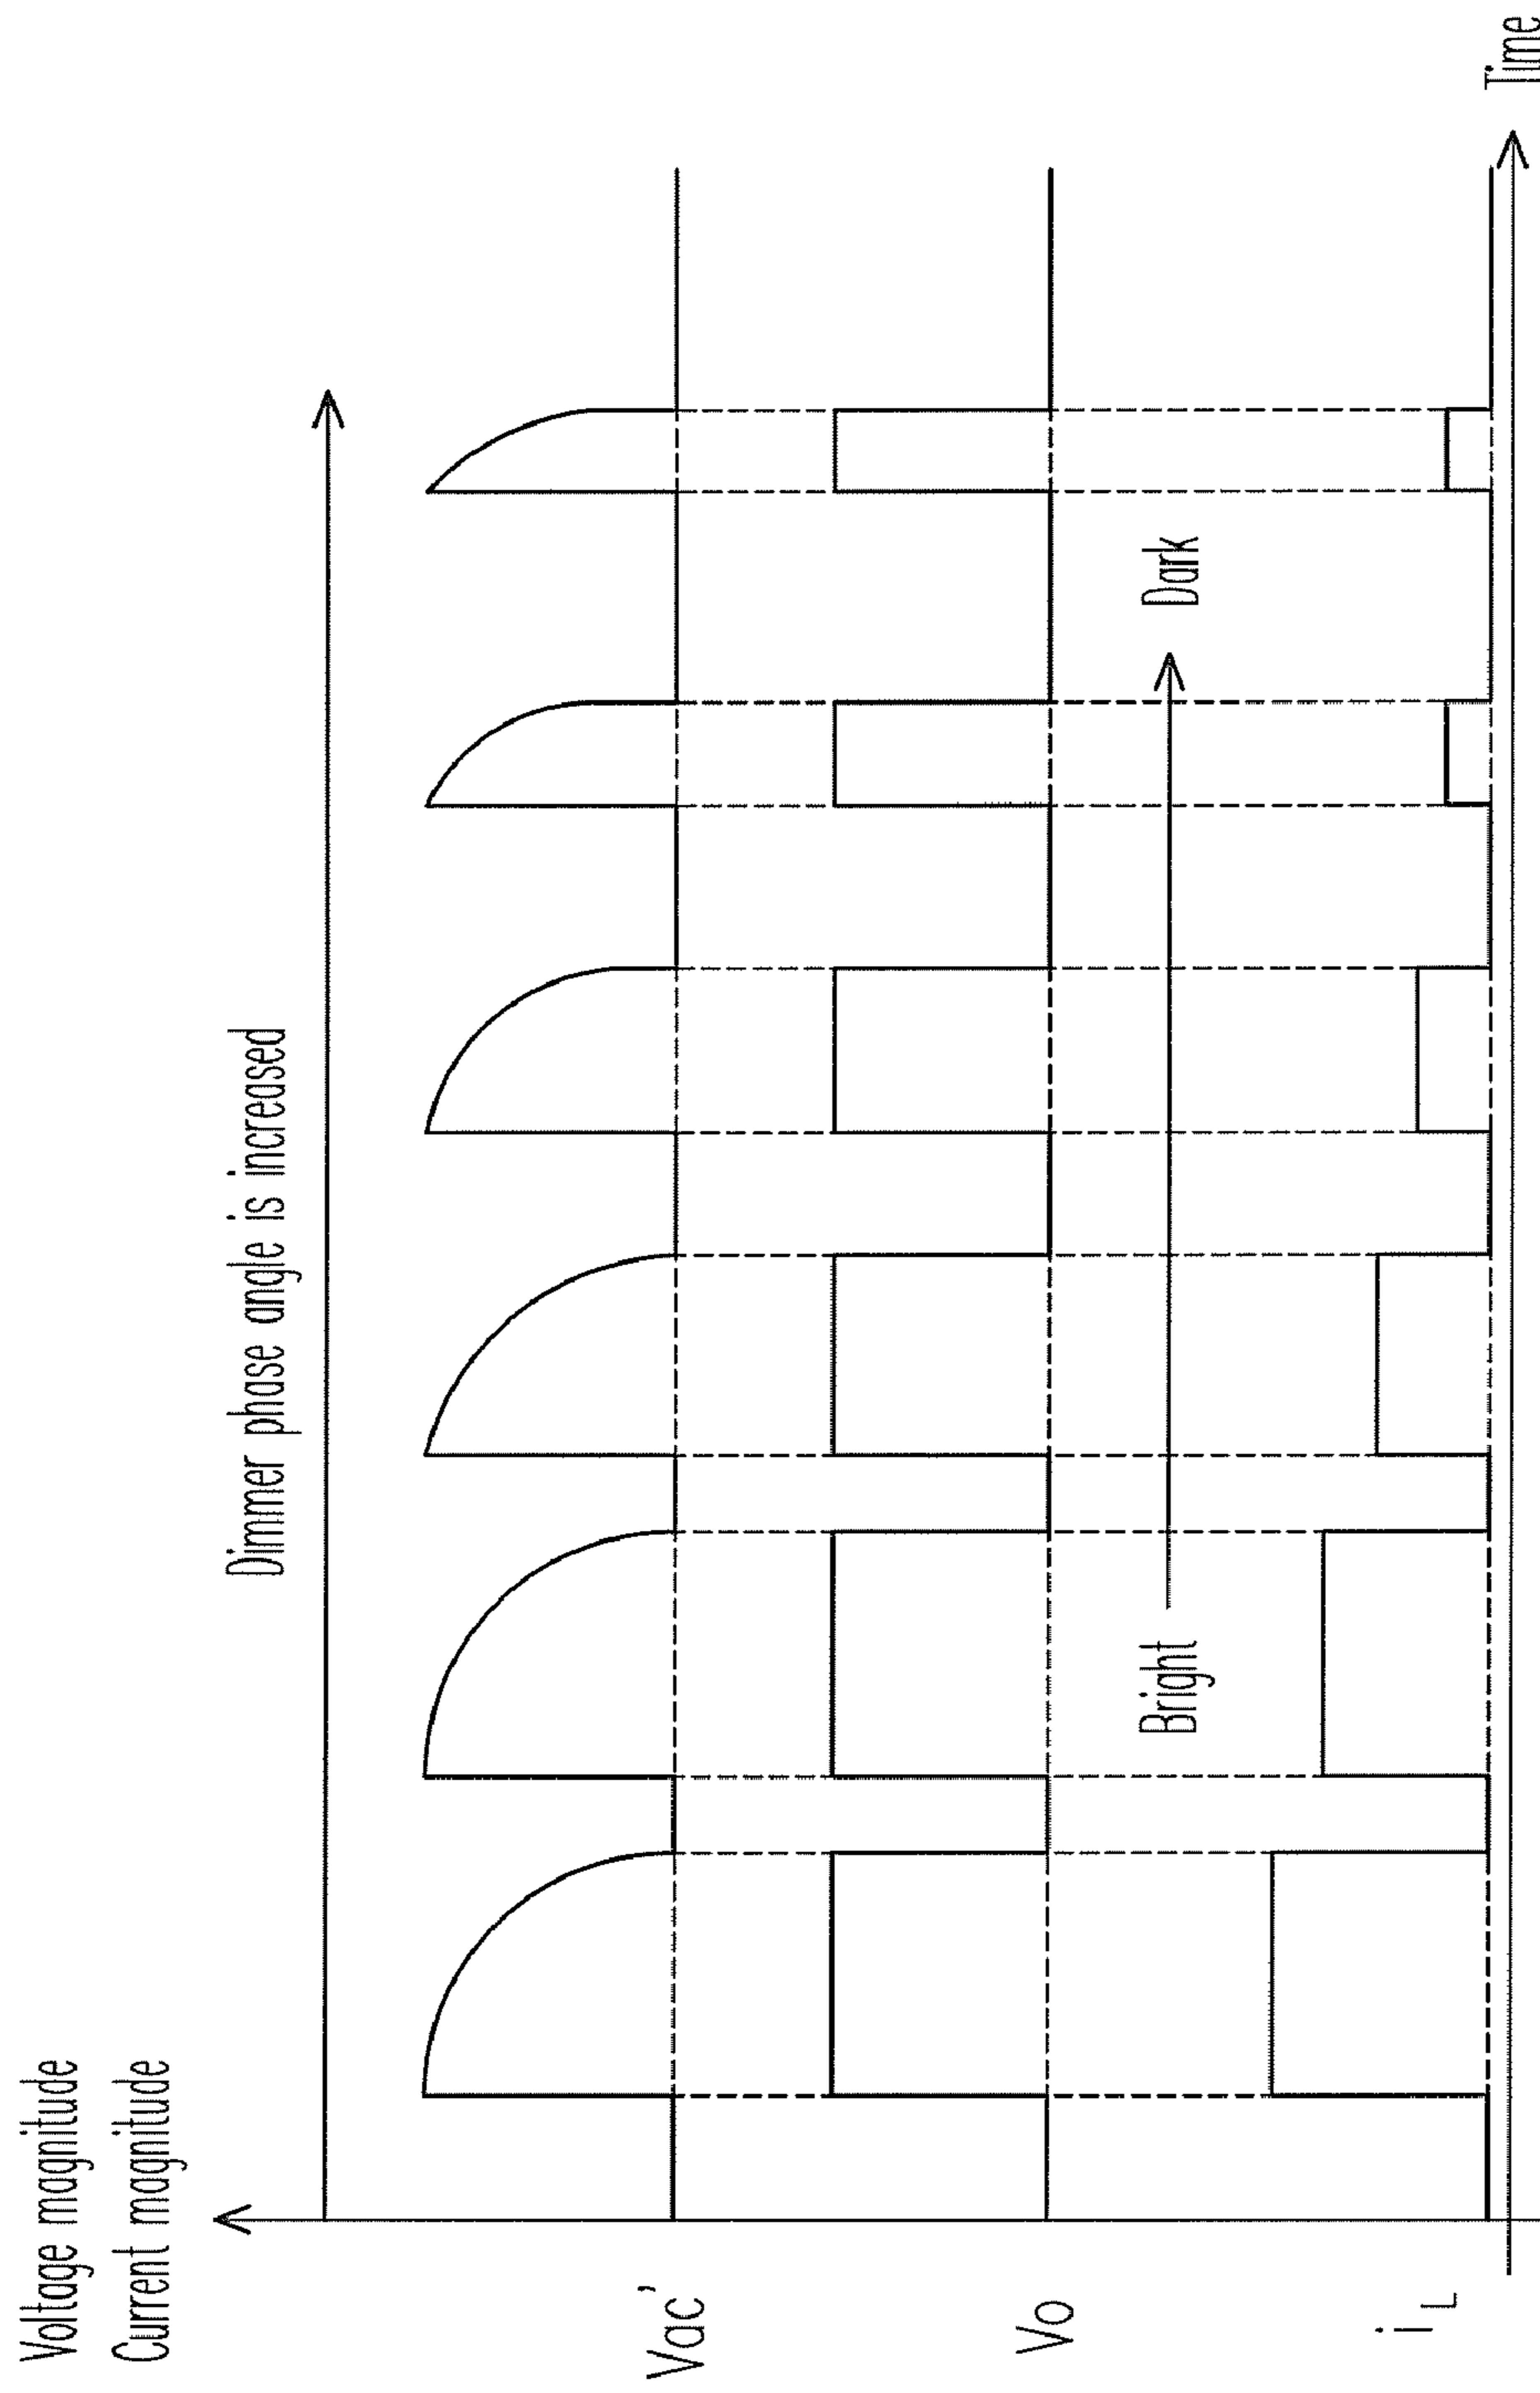 Voltage magnitude
Current magnitude
Dimmer phase angle is increased
Vac'
Vo
Bright
Dark
iL
Time